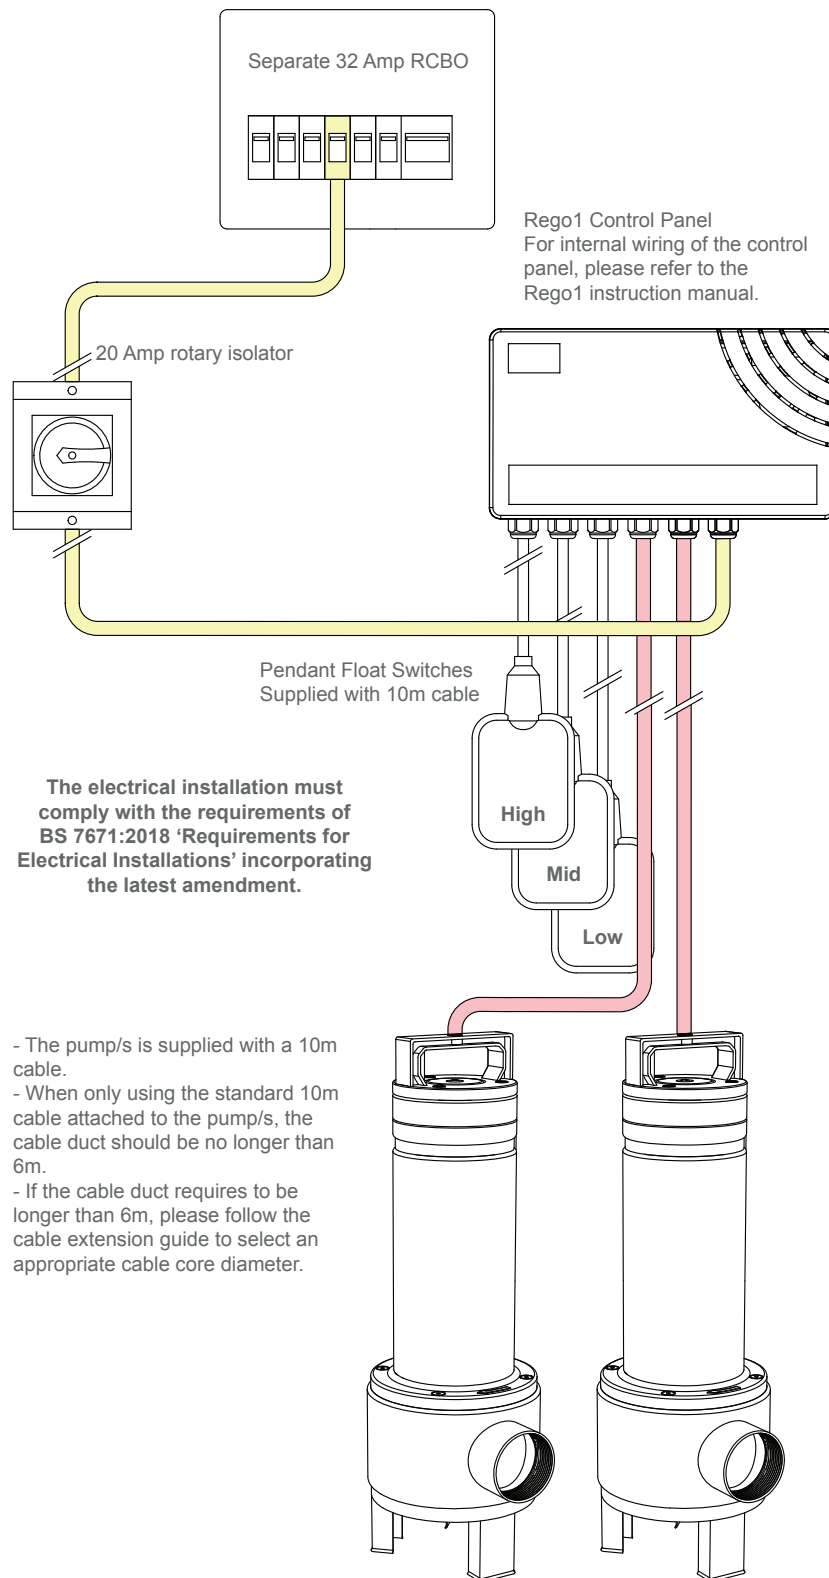 Separate 32 Amp RCBO
Rego1 Control Panel
For internal wiring of the control
panel, please refer to the
Rego1 instruction manual.
20 Amp rotary isolator
Pendant Float Switches
Supplied with 10m cable
The electrical installation must
comply with the requirements of
BS 7671:2018 ‘Requirements for
Electrical Installations’ incorporating
the latest amendment.
High
Mid
Low
- The pump/s is supplied with a 10m
cable.
- When only using the standard 10m
cable attached to the pump/s, the
cable duct should be no longer than
6m.
- If the cable duct requires to be
longer than 6m, please follow the
cable extension guide to select an
appropriate cable core diameter.